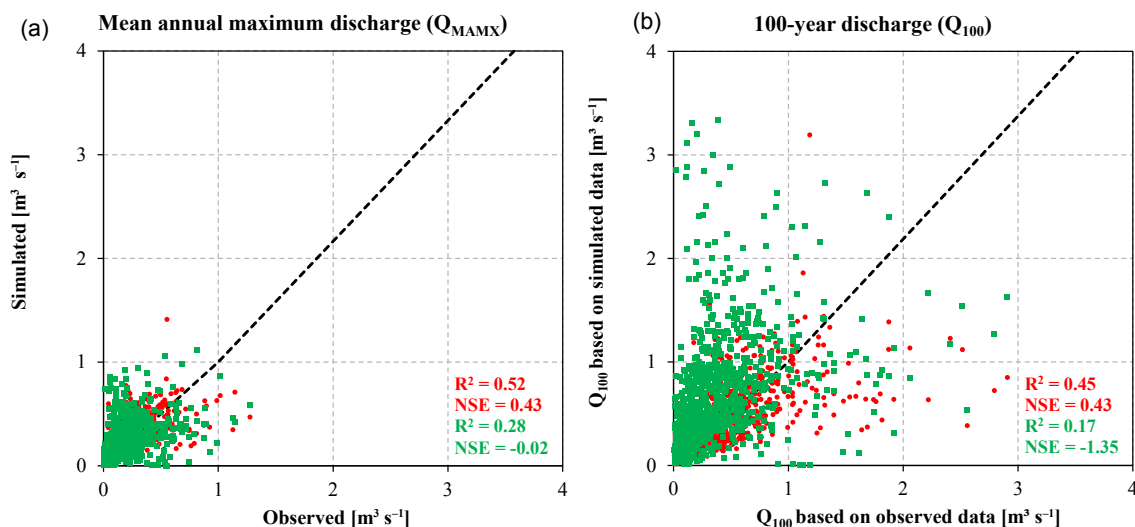 (a) Mean annual maximum discharge (Q_MAMX)
4
3
2
1
0
Simulated [m³ s⁻¹]
R² = 0.52
NSE = 0.43
R² = 0.28
NSE = -0.02
0 1 2 3 4
Observed [m³ s⁻¹]
(b) 100-year discharge (Q₁₀₀)
4
3
2
1
0
Q₁₀₀ based on simulated data [m³ s⁻¹]
R² = 0.45
NSE = 0.43
R² = 0.17
NSE = -1.35
0 1 2 3 4
Q₁₀₀ based on observed data [m³ s⁻¹]